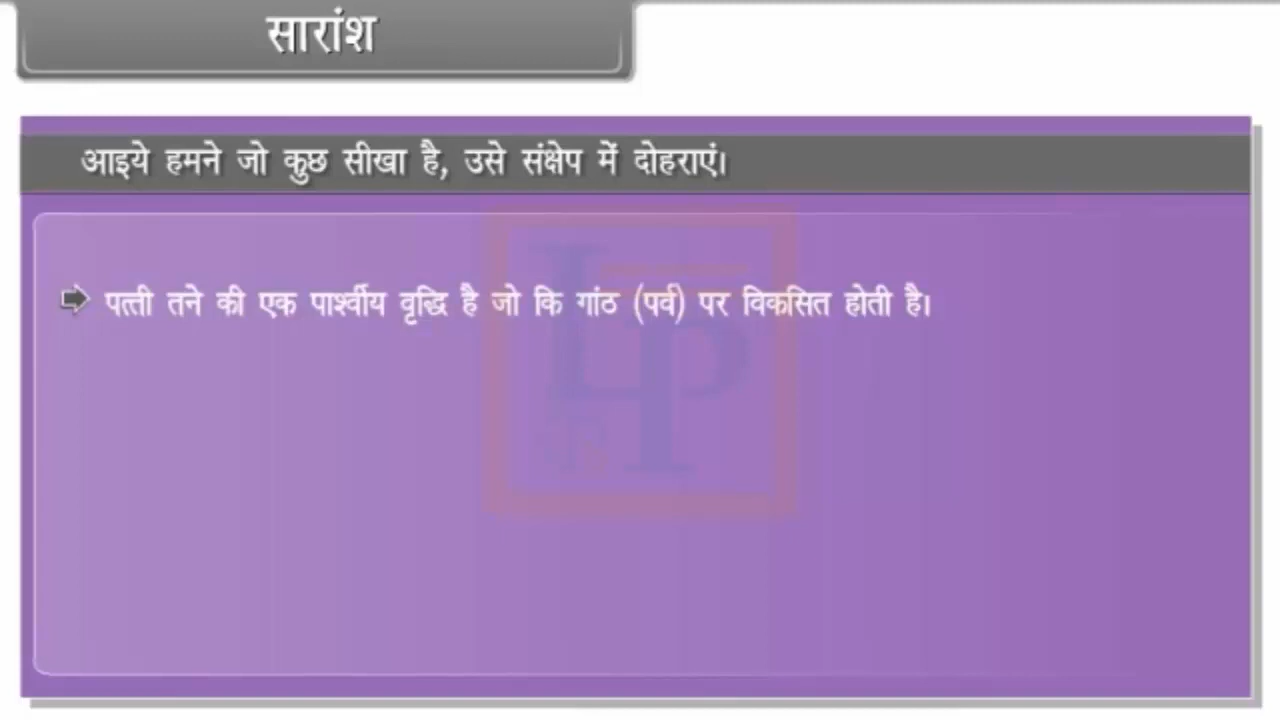 सारांश
आइये हमने जो कुछ सीखा है, उसे संक्षेप में दोहराएं।
पत्ती तने की एक पार्श्वीय वृद्धि है जो कि गांठ (पर्व) पर विकसित होती है।